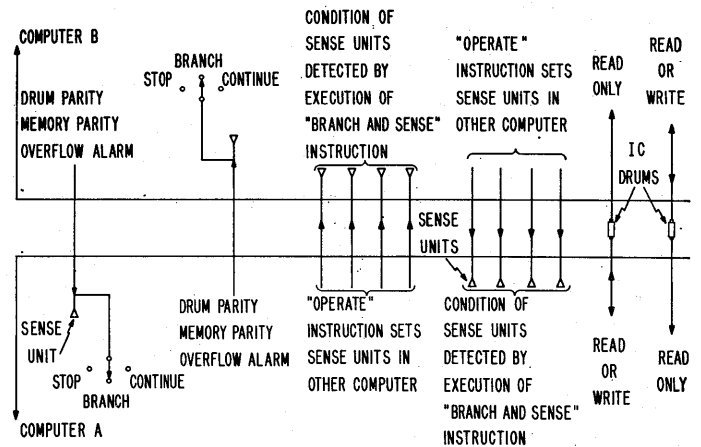 COMPUTER B
DRUM PARITY
MEMORY PARITY
OVERFLOW ALARM
BRANCH
STOP CONTINUE
CONDITION OF
SENSE UNITS
DETECTED BY
EXECUTION OF
"BRANCH AND SENSE"
INSTRUCTION
"OPERATE"
INSTRUCTION SETS
SENSE UNITS IN
OTHER COMPUTER
READ
ONLY
READ
OR
WRITE
IC
DRUMS
SENSE
UNITS
SENSE
UNIT
STOP CONTINUE
BRANCH
COMPUTER A
DRUM PARITY
MEMORY PARITY
OVERFLOW ALARM
"OPERATE"
INSTRUCTION SETS
SENSE UNITS IN
OTHER COMPUTER
CONDITION OF
SENSE UNITS
DETECTED BY
EXECUTION OF
"BRANCH AND SENSE"
INSTRUCTION
READ
OR
WRITE
READ
ONLY